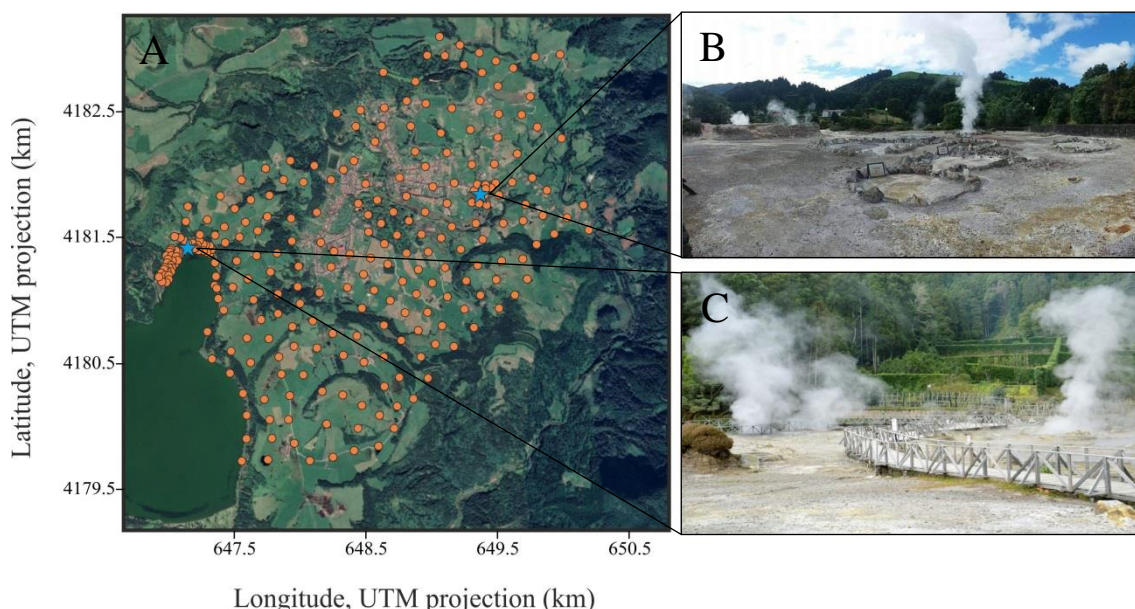 A
B
C
4182.5
4181.5
4180.5
4179.5
647.5
648.5
649.5
650.5
Latitude, UTM projection (km)
Longitude, UTM projection (km)